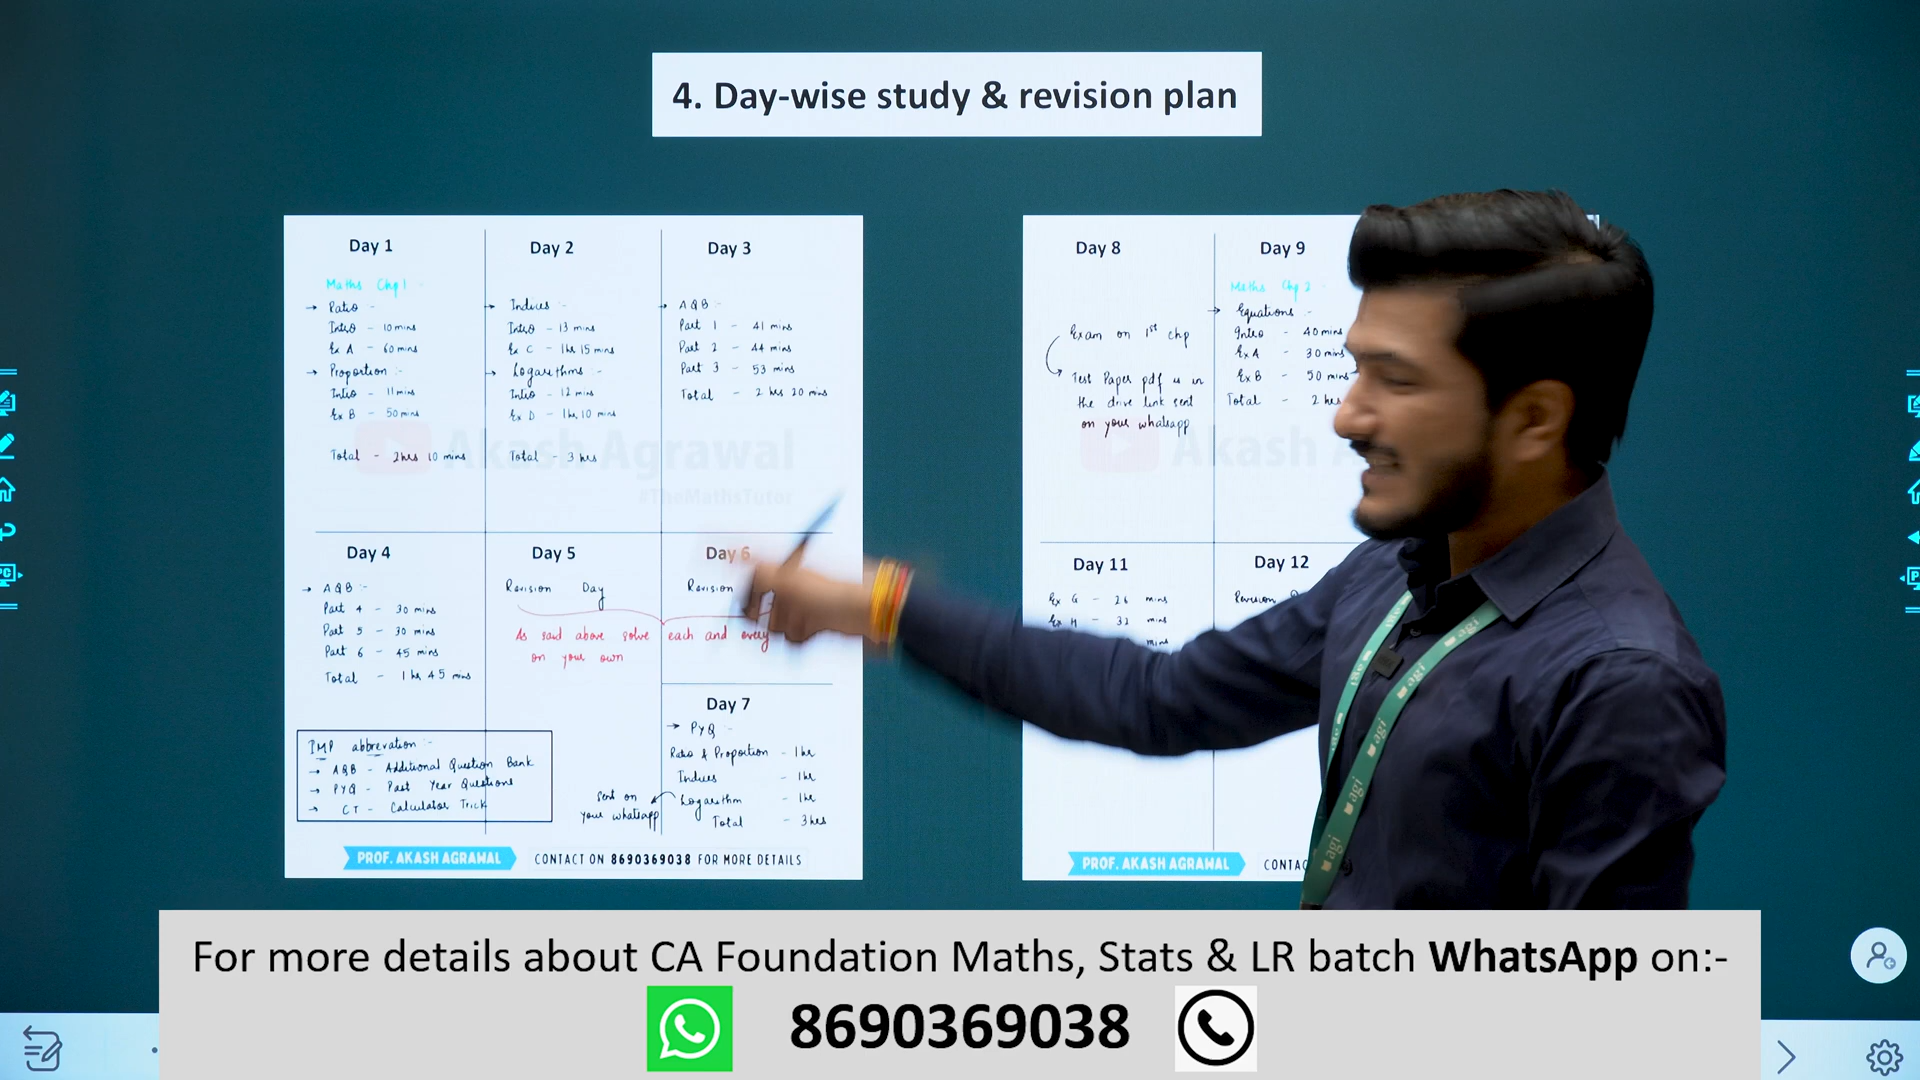 4. Day-wise study & revision plan
Day 1
Maths Chp 1
→ Ratio :-
Intro - 10 mins
Ex A - 60 mins
→ Proportion :-
Intro - 11 mins
Ex B - 50 mins
Total - 2 hrs 10 mins
Day 2
→ Indices :-
Intro - 13 mins
Ex C - 1 hr 15 mins
→ Logarithms :-
Intro - 12 mins
Ex D - 1 hr, 10 mins
Total - 3 hrs
Day 3
→ AQB :-
Part 1 - 41 mins
Part 2 - 44 mins
Part 3 - 53 mins
Total - 2 hrs 20 mins
Akash Agrawal
#TheMathsTutor
Day 4
→ AQB :-
Part 4 - 30 mins
Part 5 - 30 mins
Part 6 - 45 mins
Total - 1 hr 45 mins
Day 5
Revision Day
Day 6
Revision
As said above solve each and every
on your own
Day 7
→ PYQ :-
Ratio & Proportion - 1 hr
Indices - 1 hr
Logarithm - 1 hr
Total - 3 hrs
Sent on
your whatsapp
IMP abbrevation :-
→ AQB - Additional Question Bank
→ PYQ - Past Year Questions
→ CT - Calculator Trick
PROF. AKASH AGRAWAL CONTACT ON 8690369038 FOR MORE DETAILS
Day 8
Exam on 1st chp
Test Paper pdf is in
the drive link sent
on your whatsapp
Day 9
Maths Chp 2
→ Equations :-
Intro - 40 mins
Ex A - 30 mins
Ex B - 50 mins
Total - 2 hrs
Akash
Day 11
Ex G - 26 mins
Ex H - 33 mins
mins
Day 12
Revision
PROF. AKASH AGRAWAL
agi
For more details about CA Foundation Maths, Stats & LR batch WhatsApp on:-
8690369038